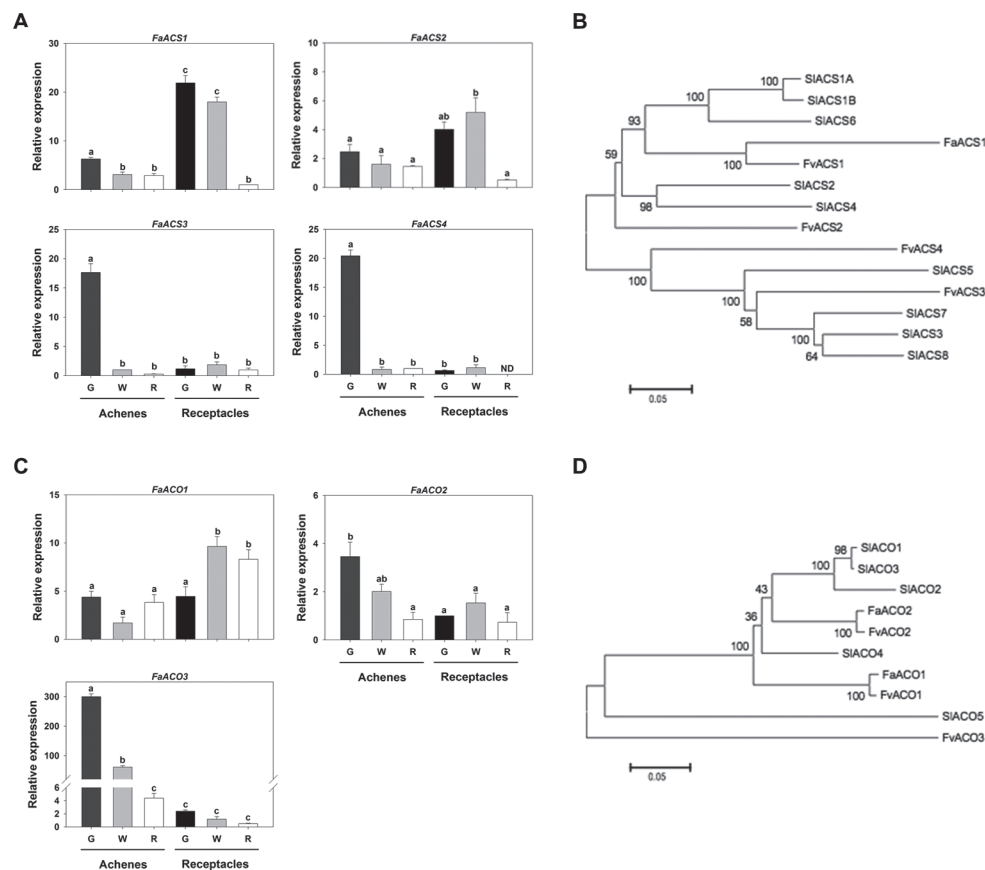 A
FaACS1
Relative expression
30
20
10
0
a
b
b
c
c
b
FaACS2
Relative expression
10
8
6
4
2
0
a
a
a
ab
b
a
FaACS3
Relative expression
25
20
15
10
5
0
a
b
b
b
b
b
G W R G W R
Achenes Receptacles
FaACS4
Relative expression
25
20
15
10
5
0
a
b
b
b
b
ND
G W R G W R
Achenes Receptacles
B
SlACS1A
SlACS1B
SlACS6
FaACS1
FvACS1
SlACS2
SlACS4
FvACS2
FvACS4
SlACS5
FvACS3
SlACS7
SlACS3
SlACS8
100
100
93
100
59
98
100
100
58
100
64
0.05
C
FaACO1
Relative expression
15
10
5
0
a
a
a
a
b
b
FaACO2
Relative expression
6
4
2
0
b
ab
a
a
a
a
G W R G W R
Achenes Receptacles
FaACO3
Relative expression
300
200
100
6
4
2
0
a
b
c
c
c
c
G W R G W R
Achenes Receptacles
D
SlACO1
SlACO3
SlACO2
FaACO2
FvACO2
SlACO4
FaACO1
FvACO1
SlACO5
FvACO3
98
100
43
100
36
100
100
0.05